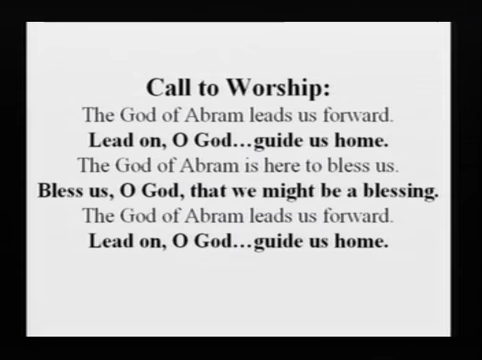 Call to Worship:
The God of Abram leads us forward.
Lead on, O God…guide us home.
The God of Abram is here to bless us.
Bless us, O God, that we might be a blessing.
The God of Abram leads us forward.
Lead on, O God…guide us home.